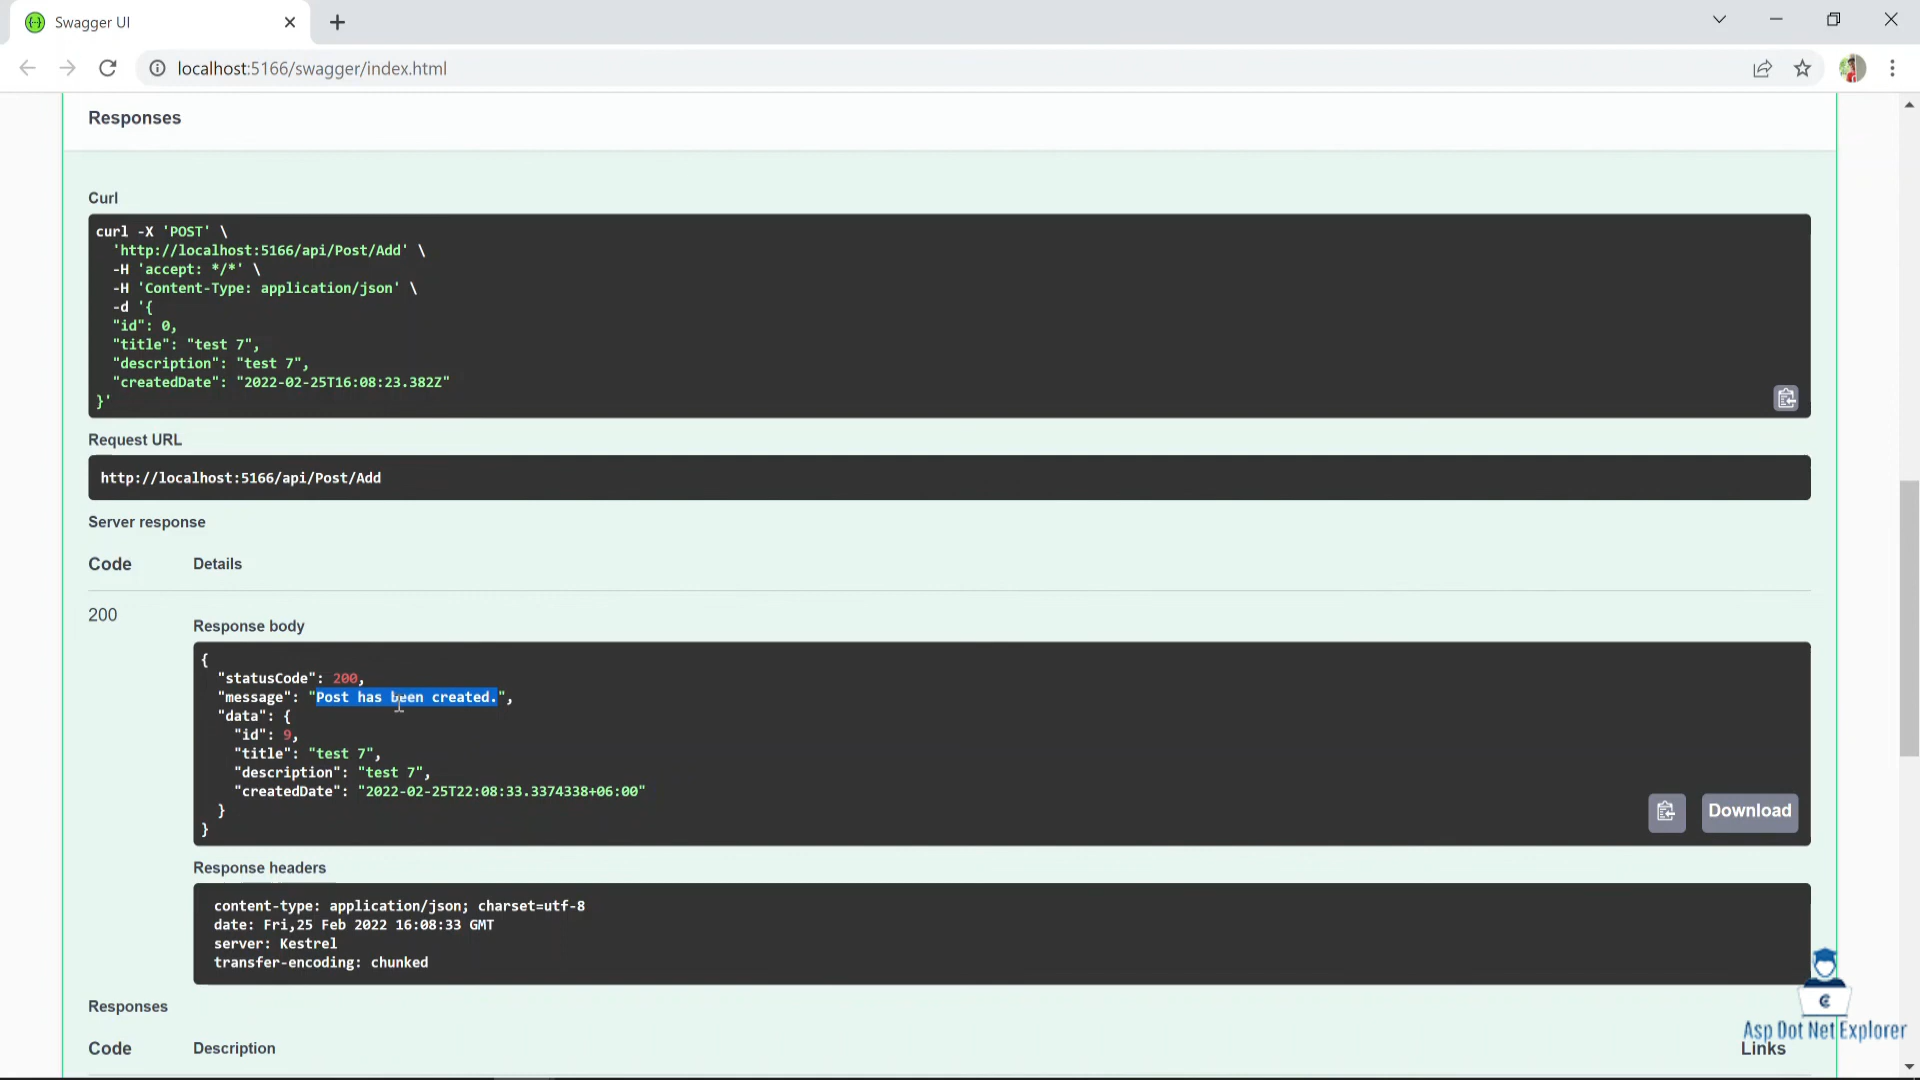 Swagger UI
localhost:5166/swagger/index.html
Responses
Curl
curl -X 'POST' \
  'http://localhost:5166/api/Post/Add' \
  -H 'accept: */*' \
  -H 'Content-Type: application/json' \
  -d '{
  "id": 0,
  "title": "test 7",
  "description": "test 7",
  "createdDate": "2022-02-25T16:08:23.382Z"
}'
Request URL
http://localhost:5166/api/Post/Add
Server response
Code Details
200
Response body
{
  "statusCode": 200,
  "message": "Post has been created.",
  "data": {
    "id": 9,
    "title": "test 7",
    "description": "test 7",
    "createdDate": "2022-02-25T22:08:33.3374338+06:00"
  }
}
Download
Response headers
content-type: application/json; charset=utf-8
date: Fri,25 Feb 2022 16:08:33 GMT
server: Kestrel
transfer-encoding: chunked
Responses
Asp Dot Net Explorer
Code Description Links